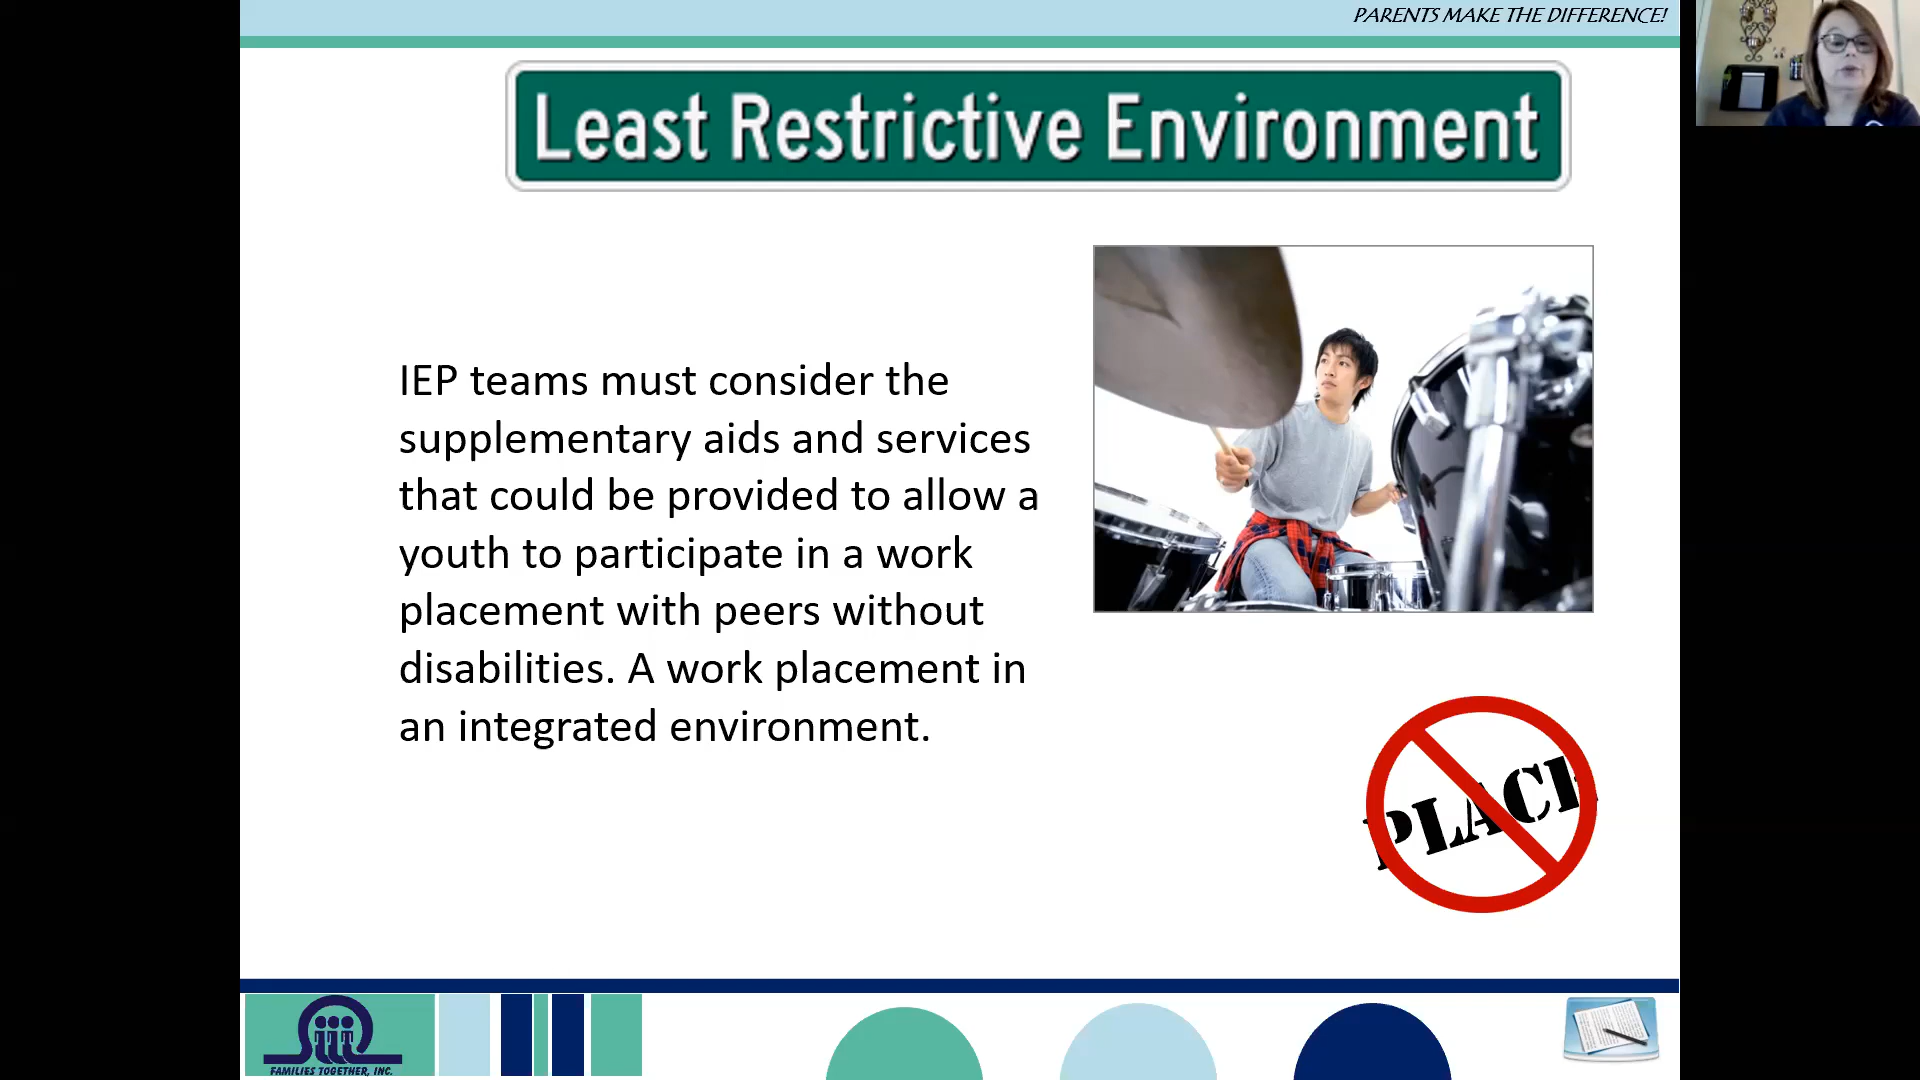 PARENTS MAKE THE DIFFERENCE!
Least Restrictive Environment
IEP teams must consider the
supplementary aids and services
that could be provided to allow a
youth to participate in a work
placement with peers without
disabilities. A work placement in
an integrated environment.
PLACE
FAMILIES TOGETHER, INC.